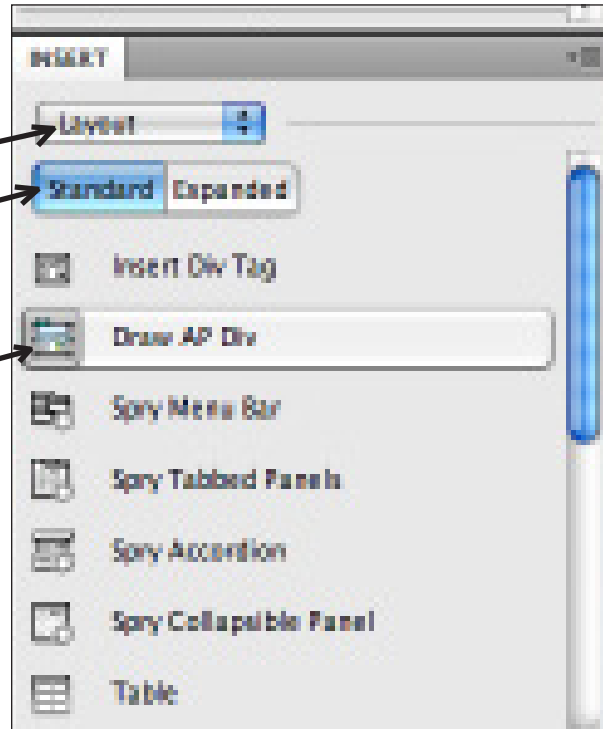 INSERT
Layout
Standard Expanded
Insert Div Tag
Draw AP Div
Spry Menu Bar
Spry Tabbed Panels
Spry Accordion
Spry Collapsible Panel
Table